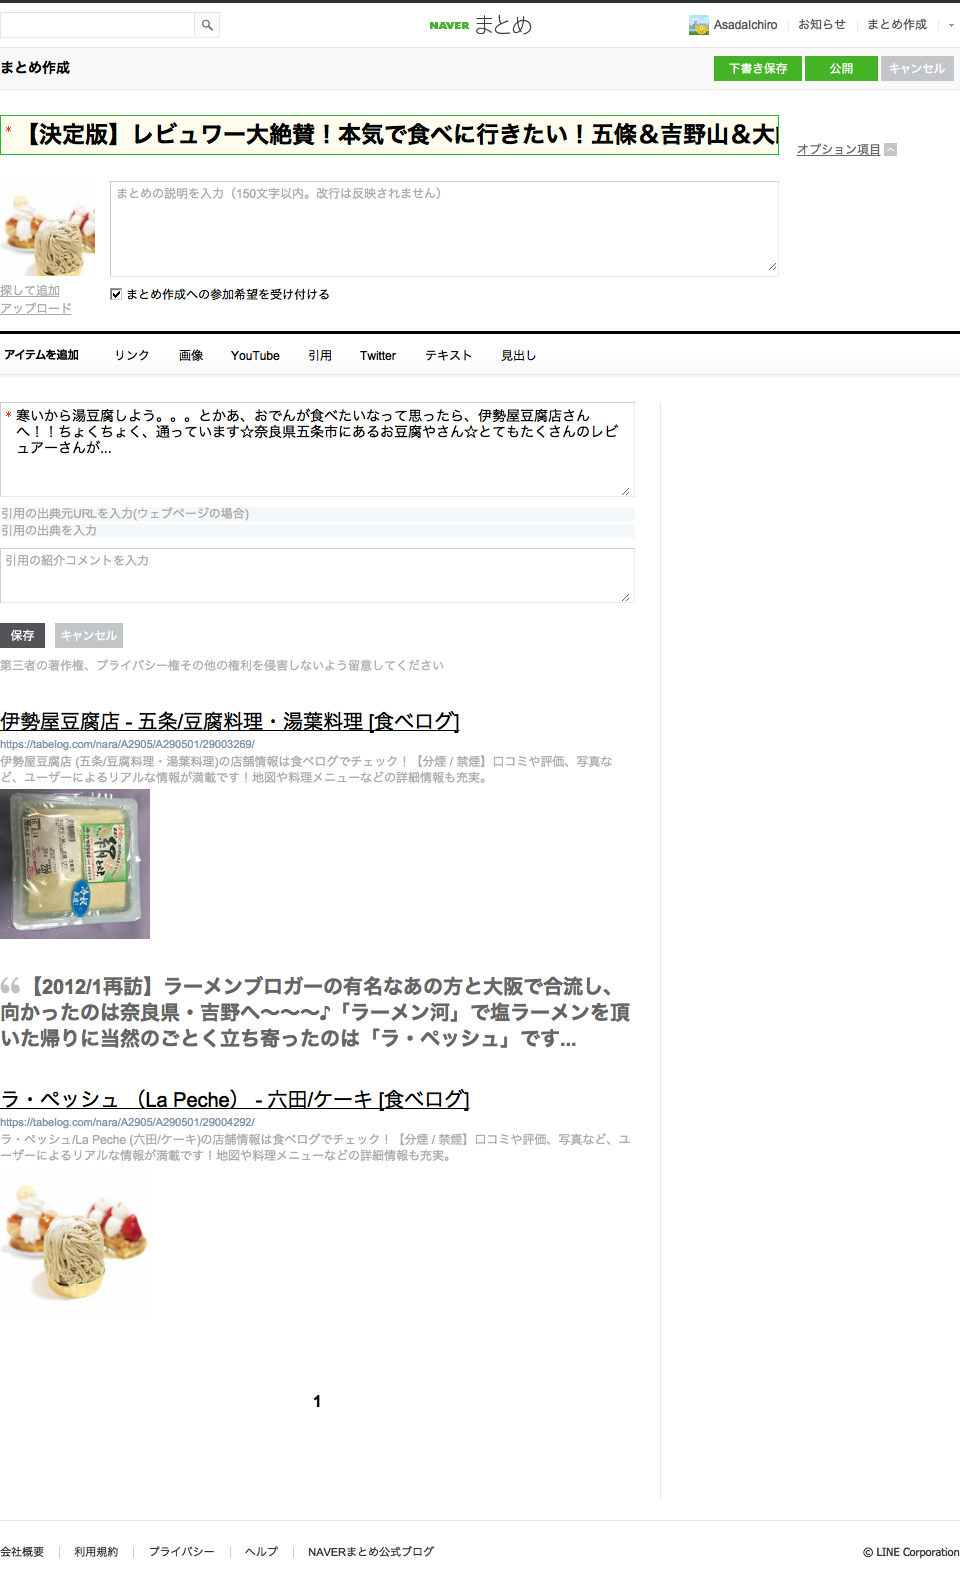 NAVER まとめ
AsadaIchiro
お知らせ
まとめ作成
まとめ作成
下書き保存
公開
キャンセル
* 【決定版】レビュワー大絶賛！本気で食べに行きたい！五條＆吉野山＆大
オプション項目
まとめの説明を入力（150文字以内。改行は反映されません）
探して追加
アップロード
まとめ作成への参加希望を受け付ける
アイテムを追加
リンク
画像
YouTube
引用
Twitter
テキスト
見出し
* 寒いから湯豆腐しよう。。。とかあ、おでんが食べたいなって思ったら、伊勢屋豆腐店さん
へ！！ちょくちょく、通っています☆奈良県五条市にあるお豆腐やさん☆とてもたくさんのレビ
ュアーさんが...
引用の出典元URLを入力(ウェブページの場合)
引用の出典を入力
引用の紹介コメントを入力
保存
キャンセル
第三者の著作権、プライバシー権その他の権利を侵害しないよう留意してください
伊勢屋豆腐店 - 五条/豆腐料理・湯葉料理 [食べログ]
https://tabelog.com/nara/A2905/A290501/29003269/
伊勢屋豆腐店 (五条/豆腐料理・湯葉料理)の店舗情報は食べログでチェック！【分煙 / 禁煙】口コミや評価、写真な
ど、ユーザーによるリアルな情報が満載です！地図や料理メニューなどの詳細情報も充実。
【2012/1再訪】ラーメンブロガーの有名なあの方と大阪で合流し、
向かったのは奈良県・吉野へ〜〜〜♪「ラーメン河」で塩ラーメンを頂
いた帰りに当然のごとく立ち寄ったのは「ラ・ペッシュ」です...
ラ・ペッシュ （La Peche） - 六田/ケーキ [食べログ]
https://tabelog.com/nara/A2905/A290501/29004292/
ラ・ペッシュ/La Peche (六田/ケーキ)の店舗情報は食べログでチェック！【分煙 / 禁煙】口コミや評価、写真など、ユ
ーザーによるリアルな情報が満載です！地図や料理メニューなどの詳細情報も充実。
1
会社概要
利用規約
プライバシー
ヘルプ
NAVERまとめ公式ブログ
© LINE Corporation